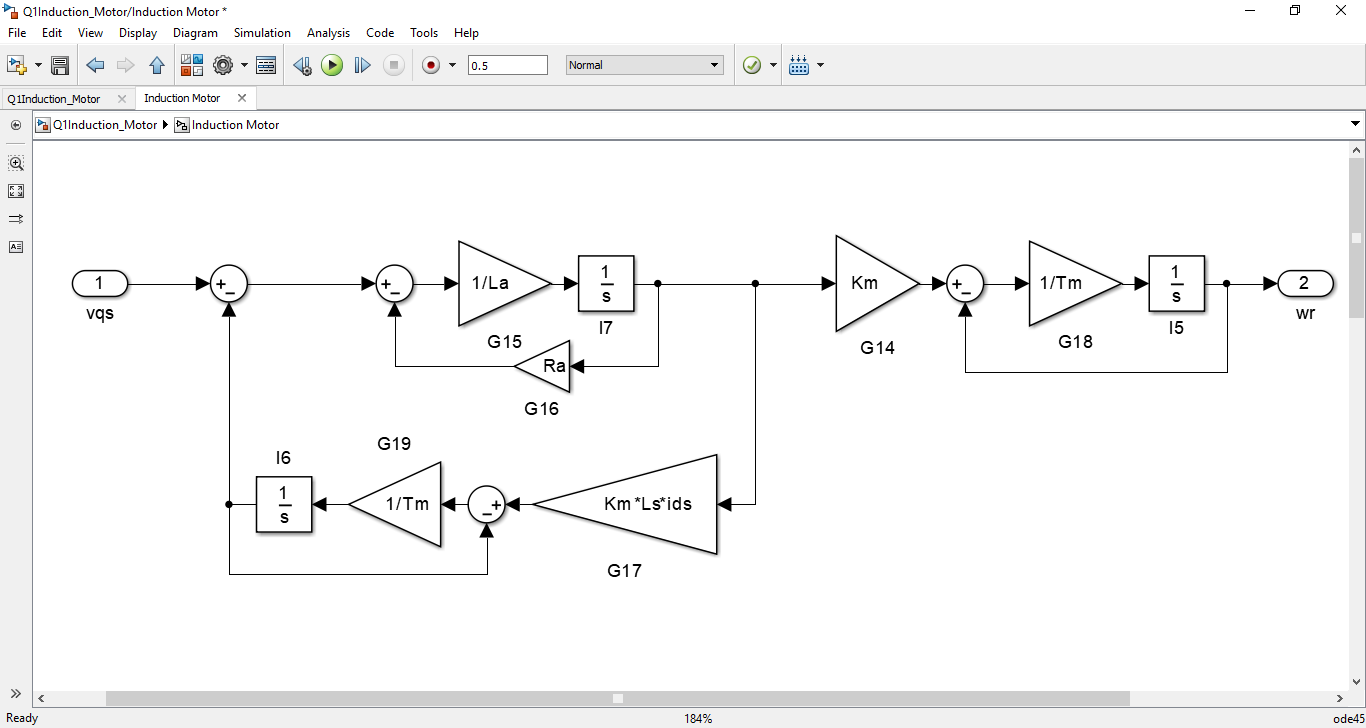 Q1Induction_Motor/Induction Motor *
File Edit View Display Diagram Simulation Analysis Code Tools Help
0.5 Normal
Q1Induction_Motor Induction Motor
Q1Induction_Motor Induction Motor
1
vqs
+
_
+
_
1/La
G15
1
s
I7
Ra
G16
Km
G14
+
_
1/Tm
G18
1
s
I5
2
wr
I6
1
s
G19
1/Tm
_
+
Km*Ls*ids
G17
Ready 184% ode45